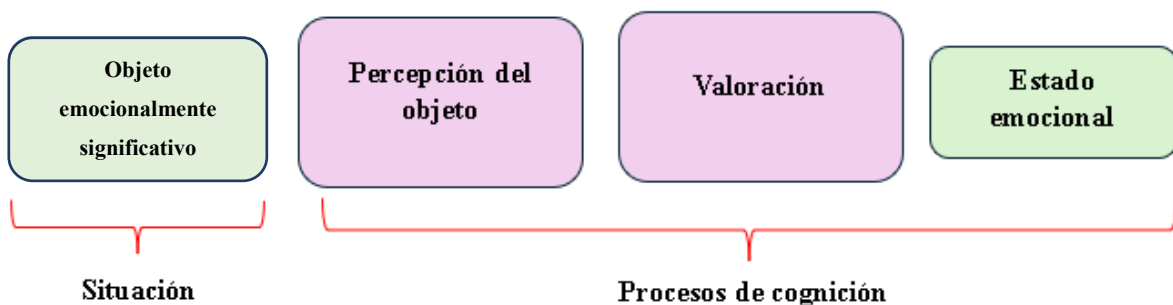 Objeto
emocionalmente
significativo
Percepción del
objeto
Valoración
Estado
emocional
Situación
Procesos de cognición